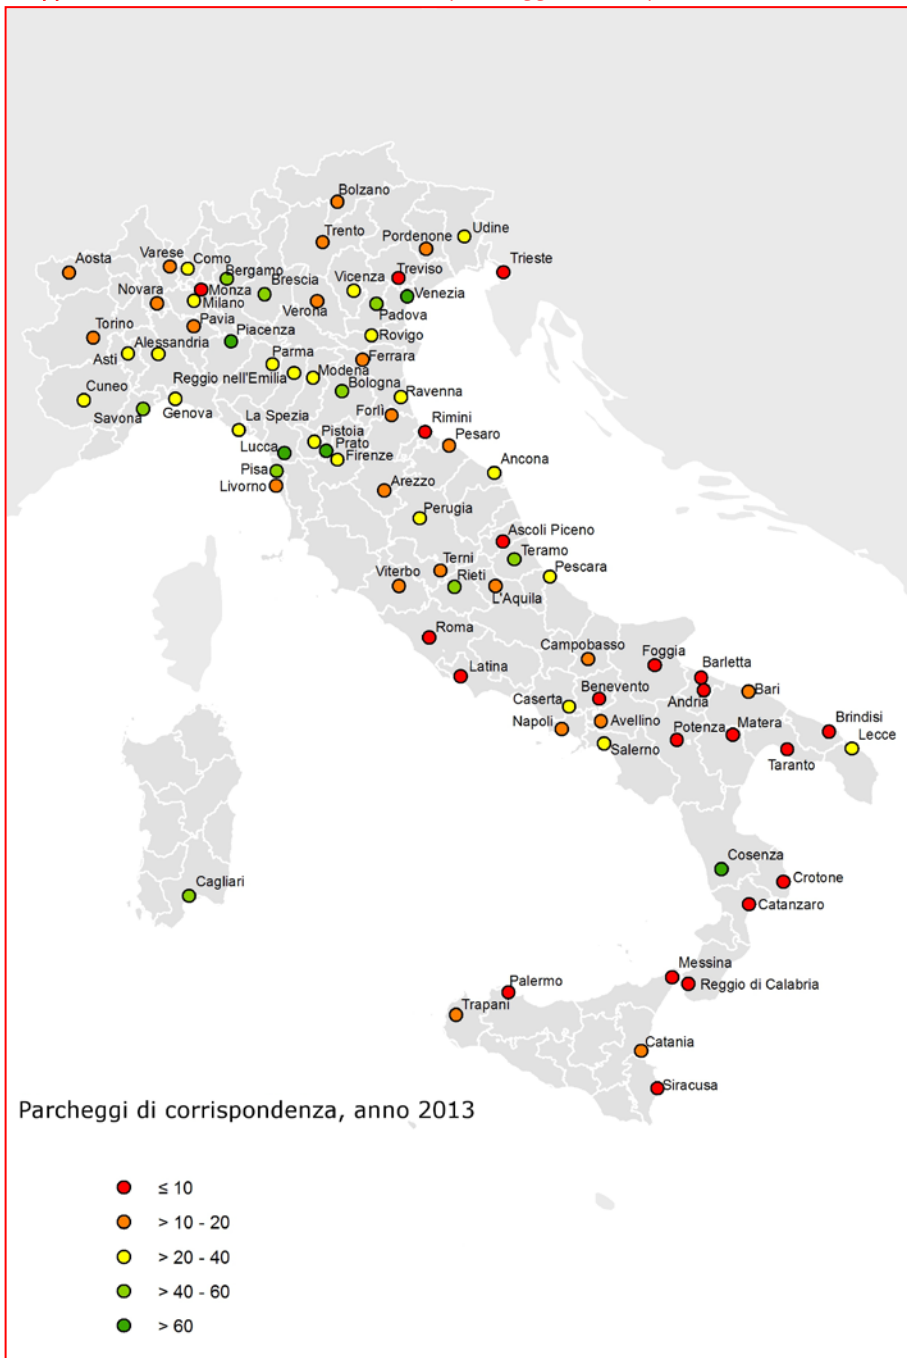 Bolzano
Trento
Pordenone
Udine
Aosta
Varese
Como
Bergamo
Brescia
Vicenza
Treviso
Trieste
Novara
Monza
Milano
Verona
Venezia
Padova
Torino
Pavia
Piacenza
Rovigo
Asti
Alessandria
Parma
Ferrara
Reggio nell'Emilia
Modena
Cuneo
Bologna
Ravenna
Savona
Genova
La Spezia
Forlì
Rimini
Pistoia
Lucca
Prato
Pesaro
Firenze
Pisa
Livorno
Arezzo
Ancona
Perugia
Ascoli Piceno
Teramo
Terni
Viterbo
Rieti
Pescara
L'Aquila
Roma
Campobasso
Foggia
Latina
Barletta
Caserta
Benevento
Andria
Bari
Napoli
Avellino
Potenza
Matera
Brindisi
Salerno
Lecce
Taranto
Cosenza
Cagliari
Crotone
Catanzaro
Messina
Palermo
Reggio di Calabria
Trapani
Catania
Siracusa
Parcheggi di corrispondenza, anno 2013
≤ 10
> 10 - 20
> 20 - 40
> 40 - 60
> 60